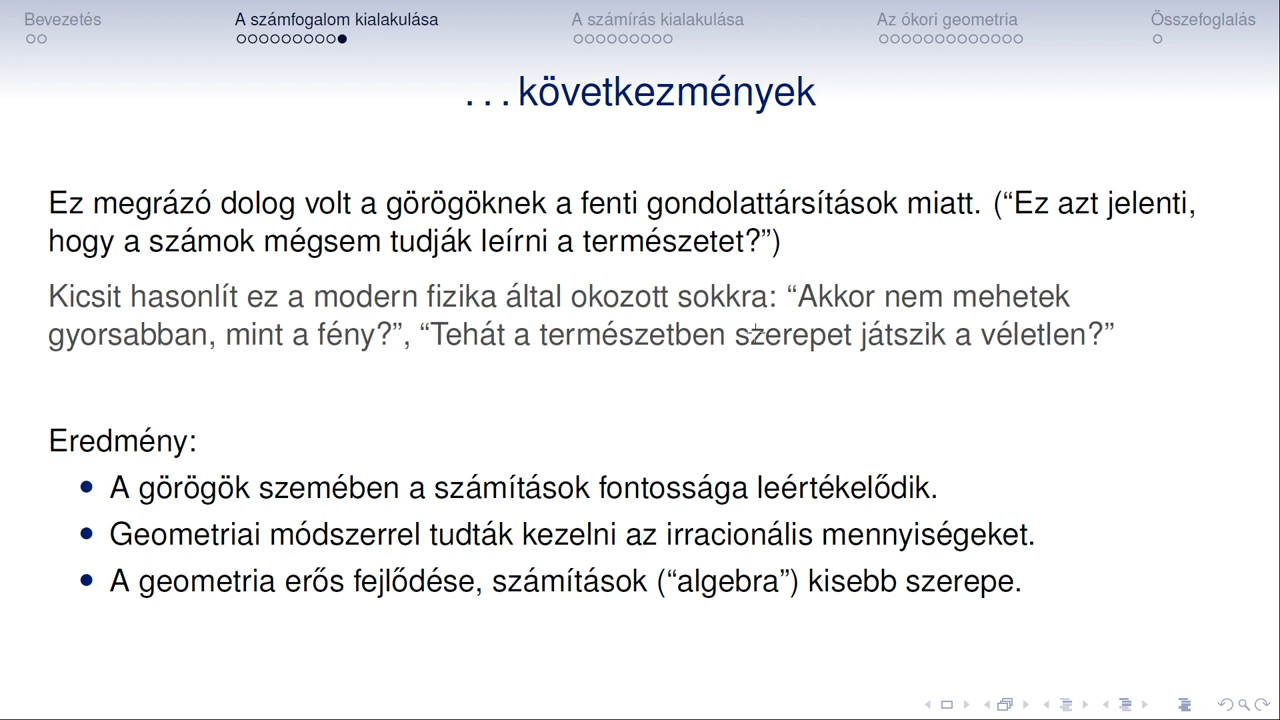 Bevezetés
A számfogalom kialakulása
A számírás kialakulása
Az ókori geometria
Összefoglalás
. . . következmények
Ez megrázó dolog volt a görögöknek a fenti gondolattársítások miatt. (“Ez azt jelenti,
hogy a számok mégsem tudják leírni a természetet?”)
Kicsit hasonlít ez a modern fizika által okozott sokkra: “Akkor nem mehetek
gyorsabban, mint a fény?”, “Tehát a természetben szerepet játszik a véletlen?”
Eredmény:
• A görögök szemében a számítások fontossága leértékelődik.
• Geometriai módszerrel tudták kezelni az irracionális mennyiségeket.
• A geometria erős fejlődése, számítások (“algebra”) kisebb szerepe.